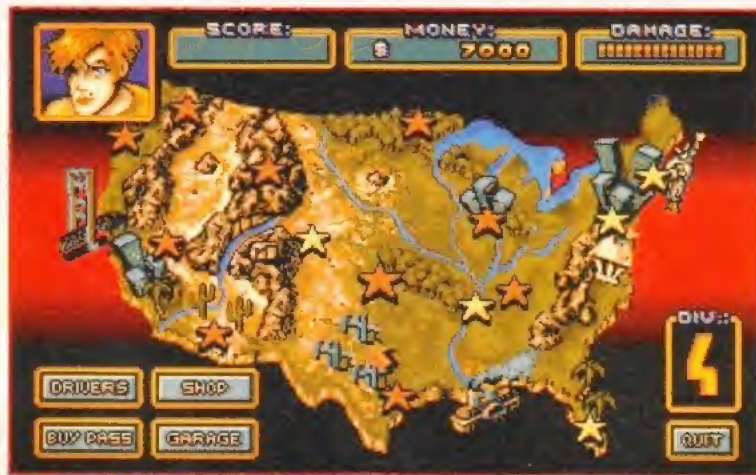 SCORE:
MONEY:
DAMAGE:
$ 7000
DIV.:
4
DRIVERS
SHOP
BUY PASS
GARAGE
QUIT